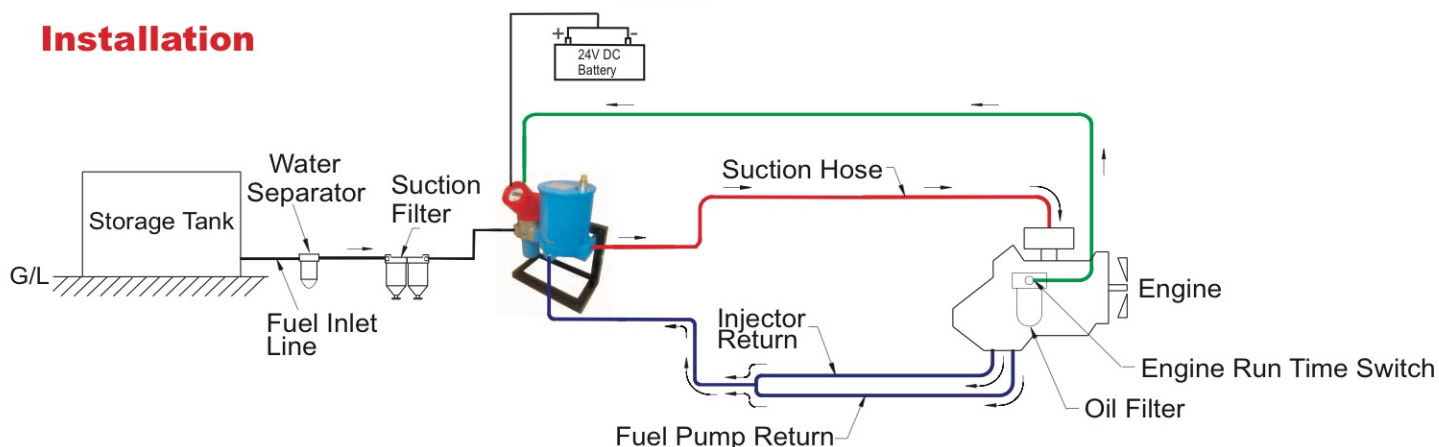 Installation
+ -
24V DC
Battery
Water
Separator
Suction
Filter
Suction Hose
Storage Tank
G/L
Fuel Inlet
Line
Engine
Injector
Return
Engine Run Time Switch
Oil Filter
Fuel Pump Return